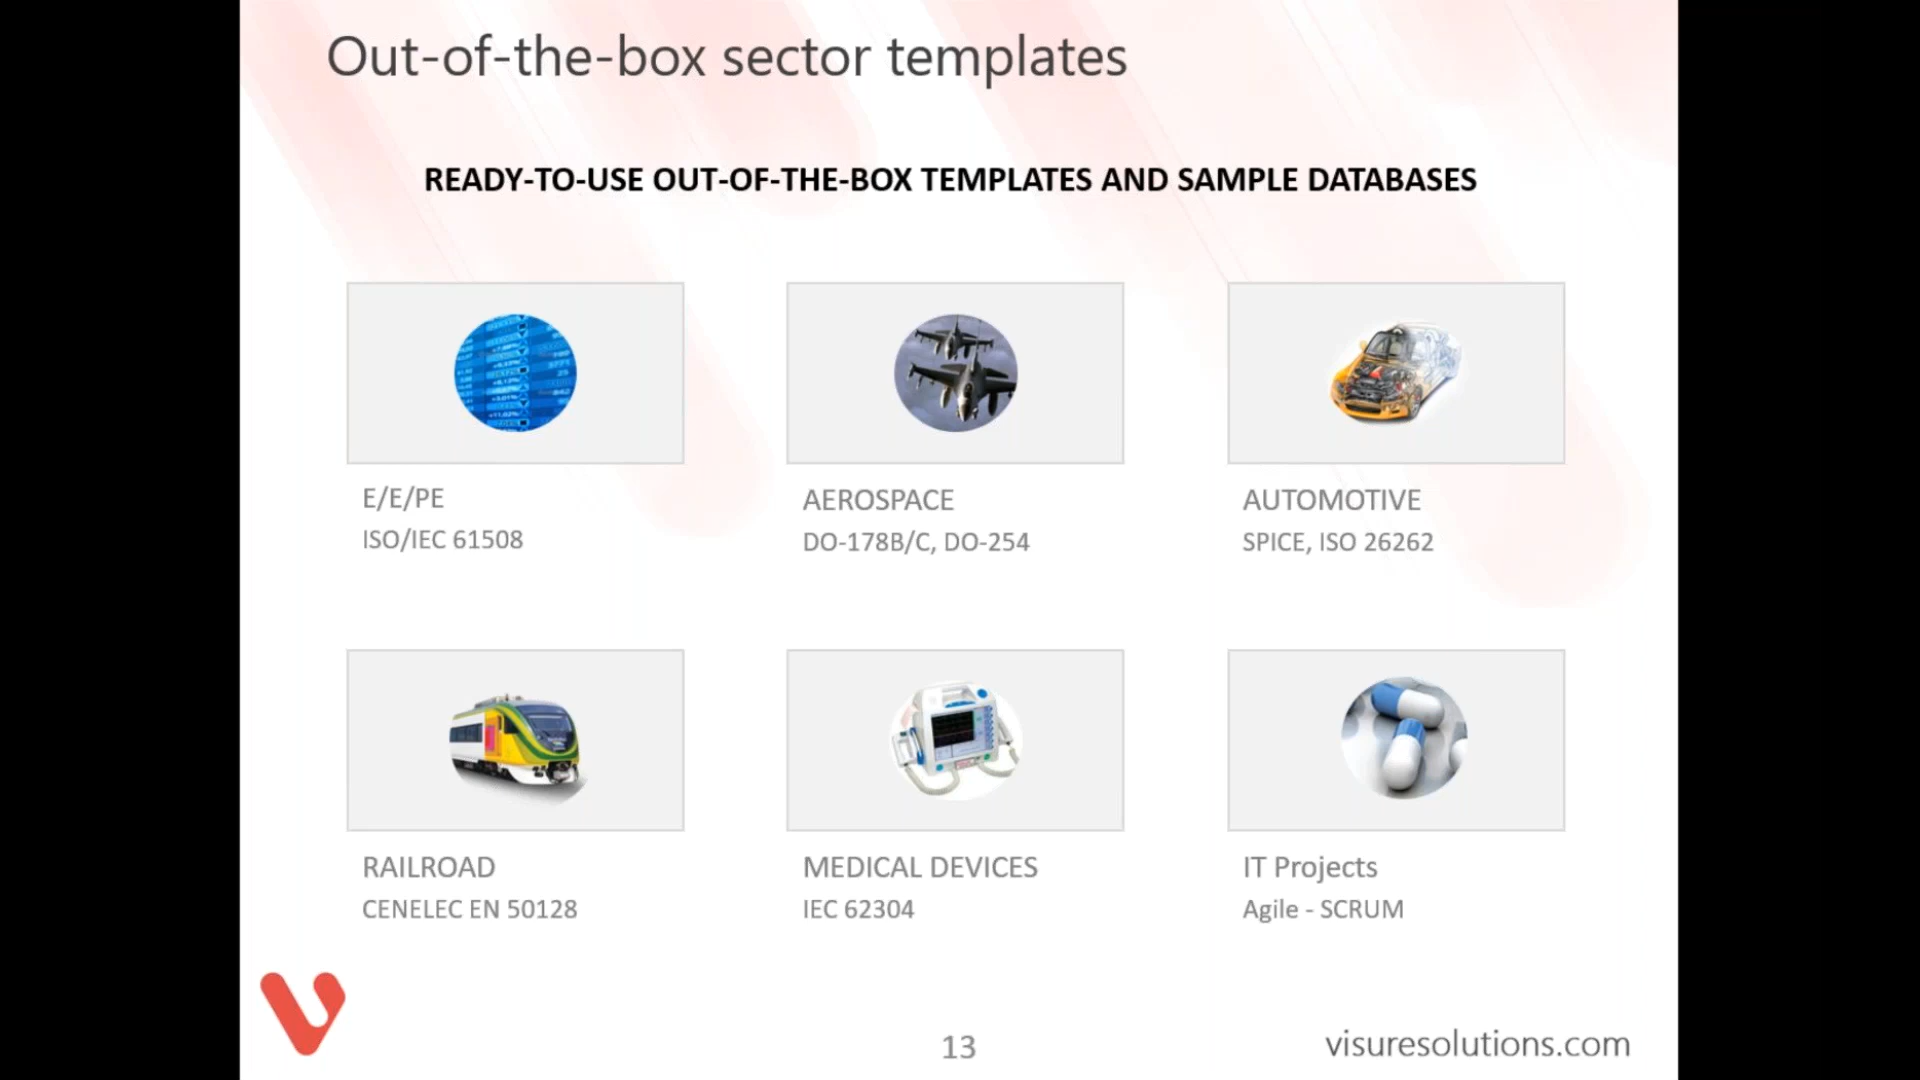 Out-of-the-box sector templates
READY-TO-USE OUT-OF-THE-BOX TEMPLATES AND SAMPLE DATABASES
E/E/PE
ISO/IEC 61508
AEROSPACE
DO-178B/C, DO-254
AUTOMOTIVE
SPICE, ISO 26262
RAILROAD
CENELEC EN 50128
MEDICAL DEVICES
IEC 62304
IT Projects
Agile - SCRUM
13
visuresolutions.com